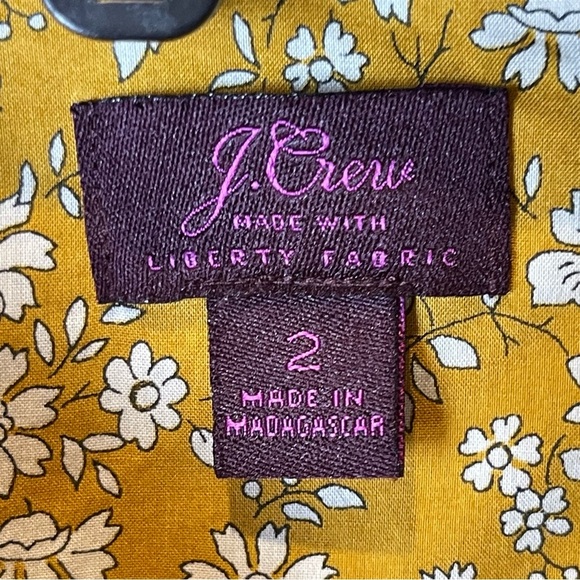 J.Crew
MADE WITH
LIBERTY FABRIC
2
MADE IN
MADAGASCAR